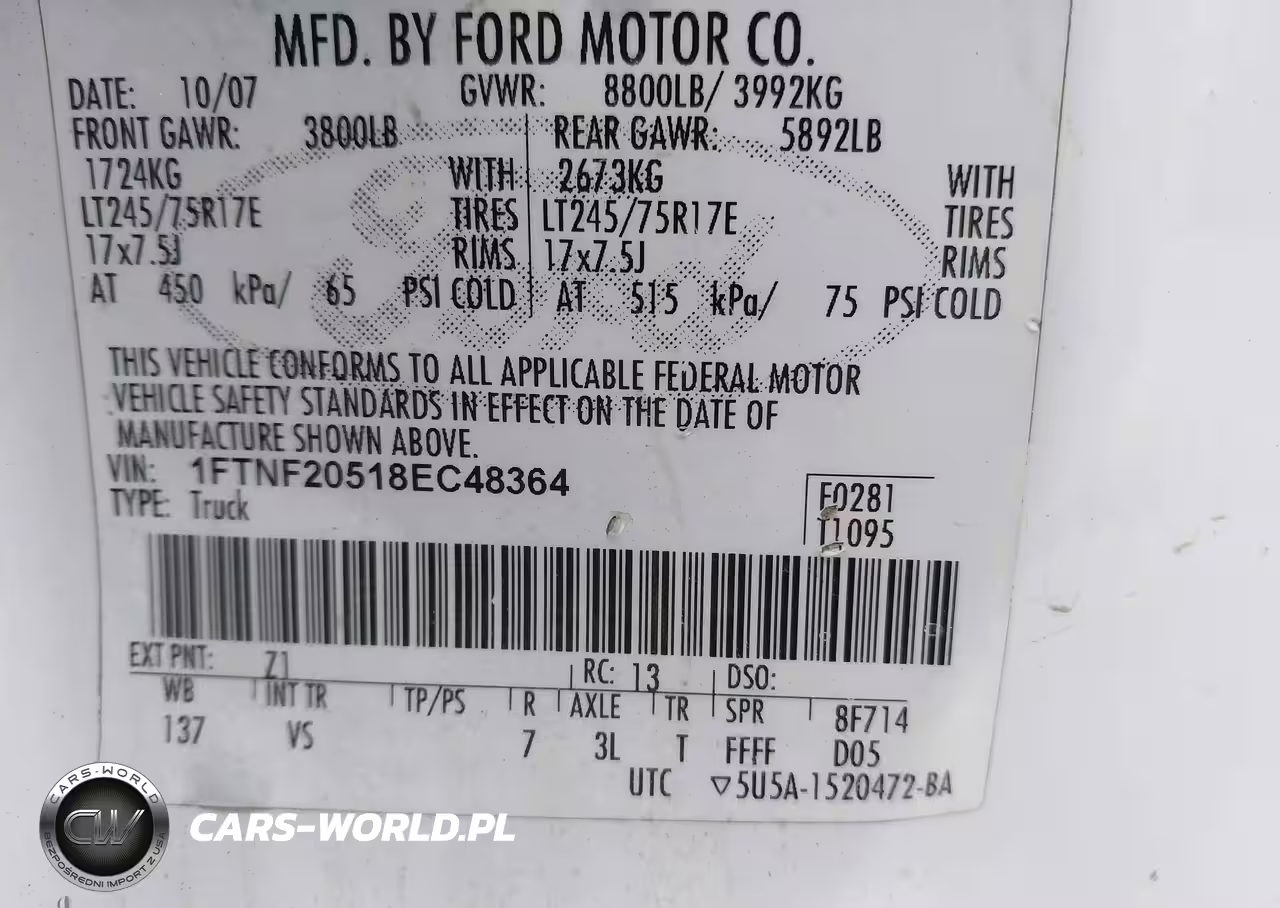 MFD. BY FORD MOTOR CO.
DATE: 10/07 GVWR: 8800LB/ 3992KG
FRONT GAWR: 3800LB REAR GAWR: 5892LB
1724KG WITH 2673KG WITH
LT245/75R17E TIRES LT245/75R17E TIRES
17x7.5J RIMS 17x7.5J RIMS
AT 450 kPa/ 65 PSI COLD AT 515 kPa/ 75 PSI COLD
THIS VEHICLE CONFORMS TO ALL APPLICABLE FEDERAL MOTOR
VEHICLE SAFETY STANDARDS IN EFFECT ON THE DATE OF
MANUFACTURE SHOWN ABOVE.
VIN: 1FTNF20518EC48364
TYPE: Truck
F0281
T1095
EXT PNT: Z1 RC: 13 DSO:
WB INT TR TP/PS R AXLE TR SPR 8F714
137 VS 7 3L T FFFF D05
UTC ▽5U5A-1520472-BA
CARS-WORLD
CW
BEZPOŚREDNI IMPORT Z USA
CARS-WORLD.PL